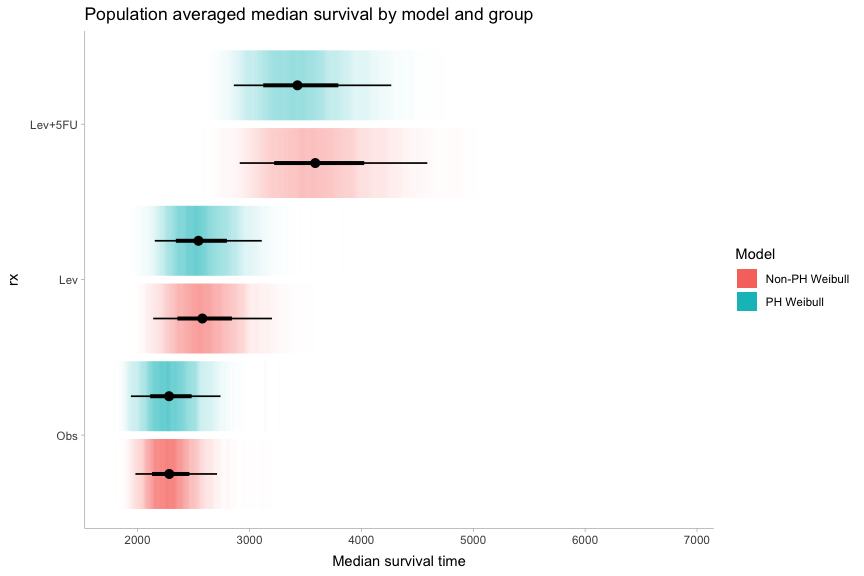 Population averaged median survival by model and group
Lev+5FU
Lev
Obs
rx
2000 3000 4000 5000 6000 7000
Median survival time
Model
Non-PH Weibull
PH Weibull